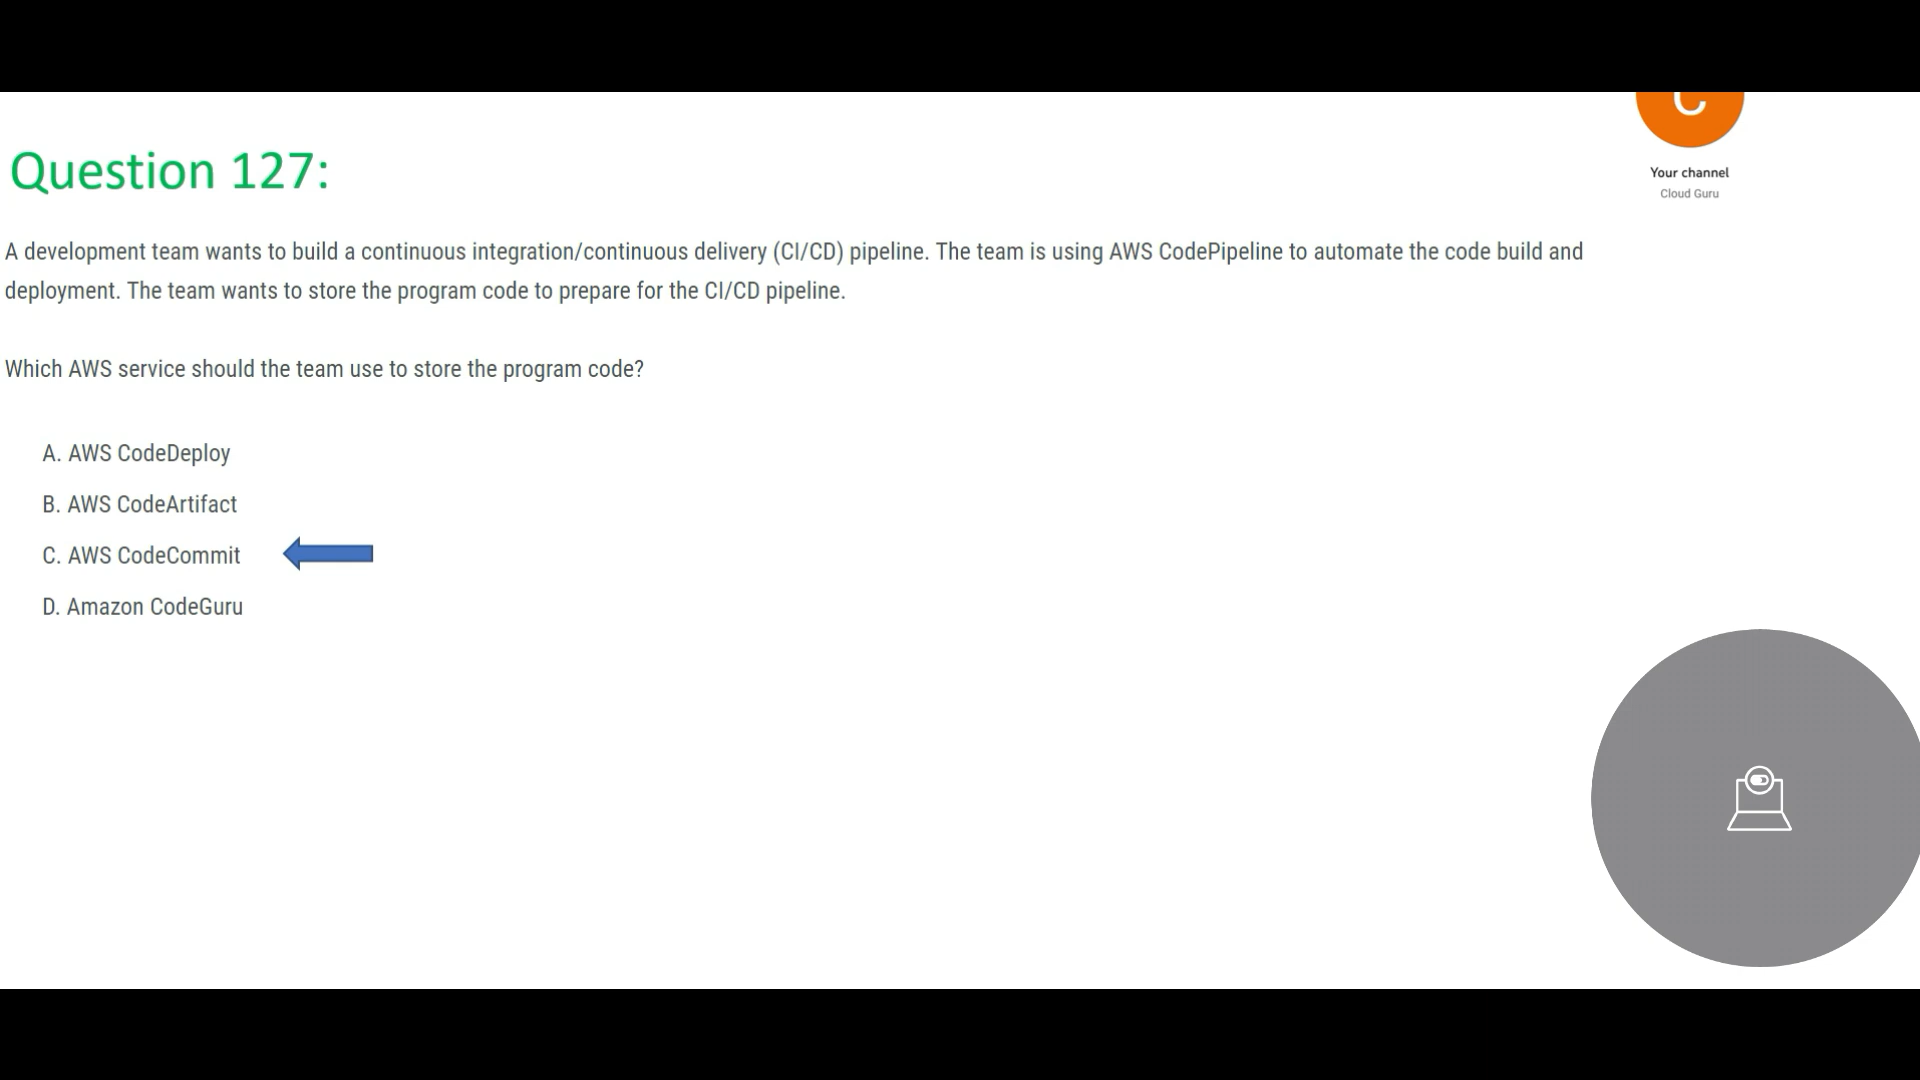 C
Your channel
Cloud Guru
Question 127:
A development team wants to build a continuous integration/continuous delivery (CI/CD) pipeline. The team is using AWS CodePipeline to automate the code build and
deployment. The team wants to store the program code to prepare for the CI/CD pipeline.
Which AWS service should the team use to store the program code?
A. AWS CodeDeploy
B. AWS CodeArtifact
C. AWS CodeCommit
D. Amazon CodeGuru